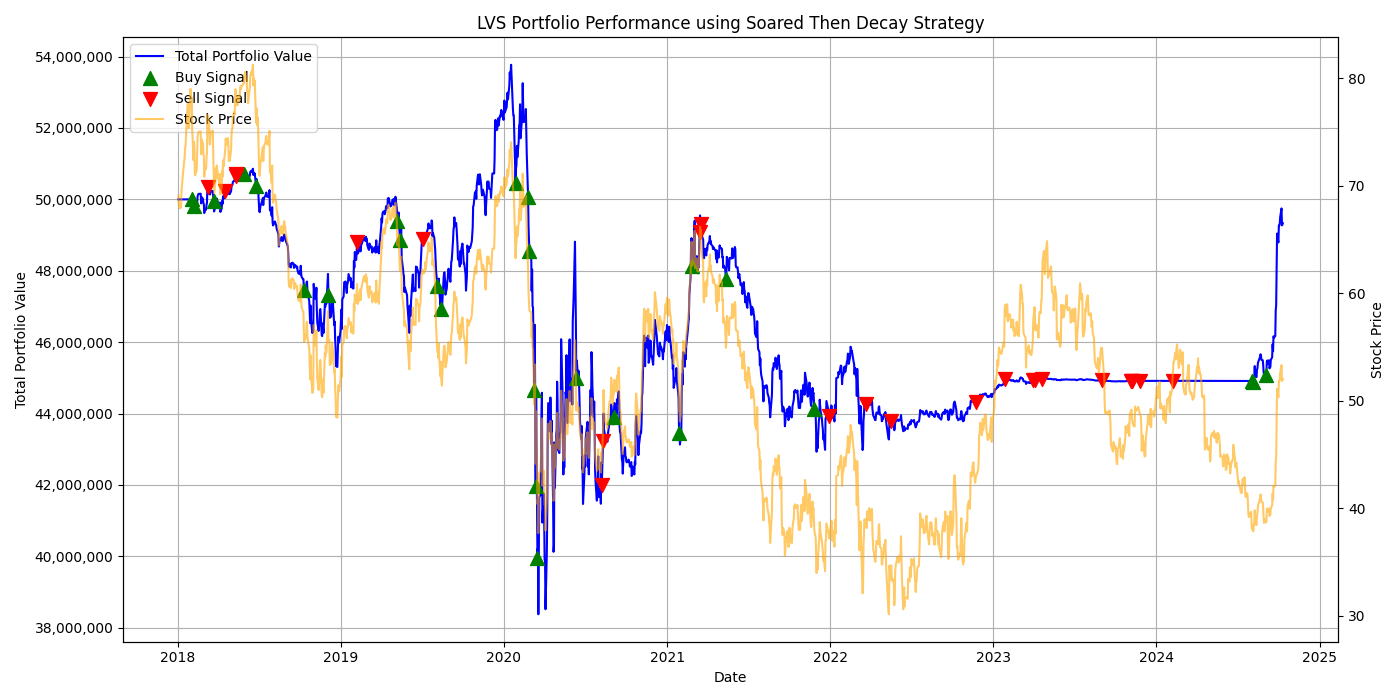 LVS Portfolio Performance using Soared Then Decay Strategy
Total Portfolio Value
Buy Signal
Sell Signal
Stock Price
54,000,000
52,000,000
50,000,000
48,000,000
46,000,000
44,000,000
42,000,000
40,000,000
38,000,000
Total Portfolio Value
80
70
60
50
40
30
Stock Price
2018 2019 2020 2021 2022 2023 2024 2025
Date